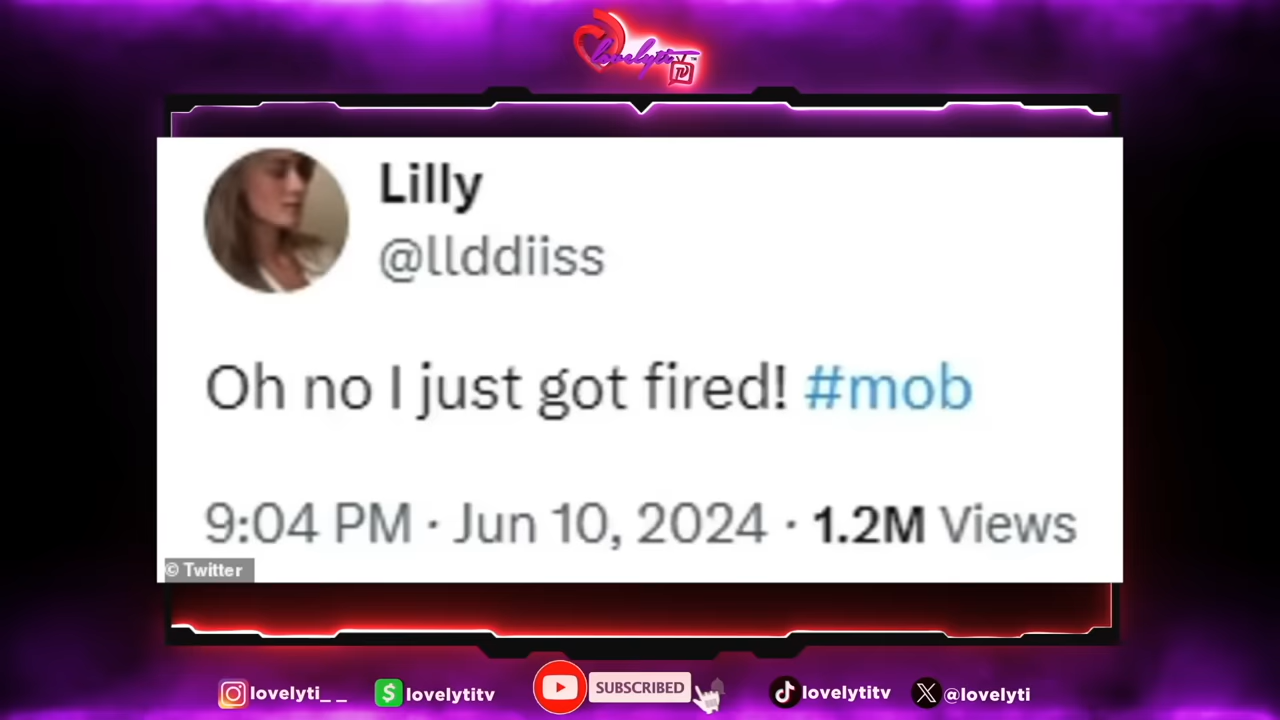 lovelyti
TV
Lilly
@llddiiss
Oh no I just got fired! #mob
9:04 PM · Jun 10, 2024 · 1.2M Views
© Twitter
lovelyti_ _
$ lovelytitv
SUBSCRIBED
lovelytitv
X @lovelyti